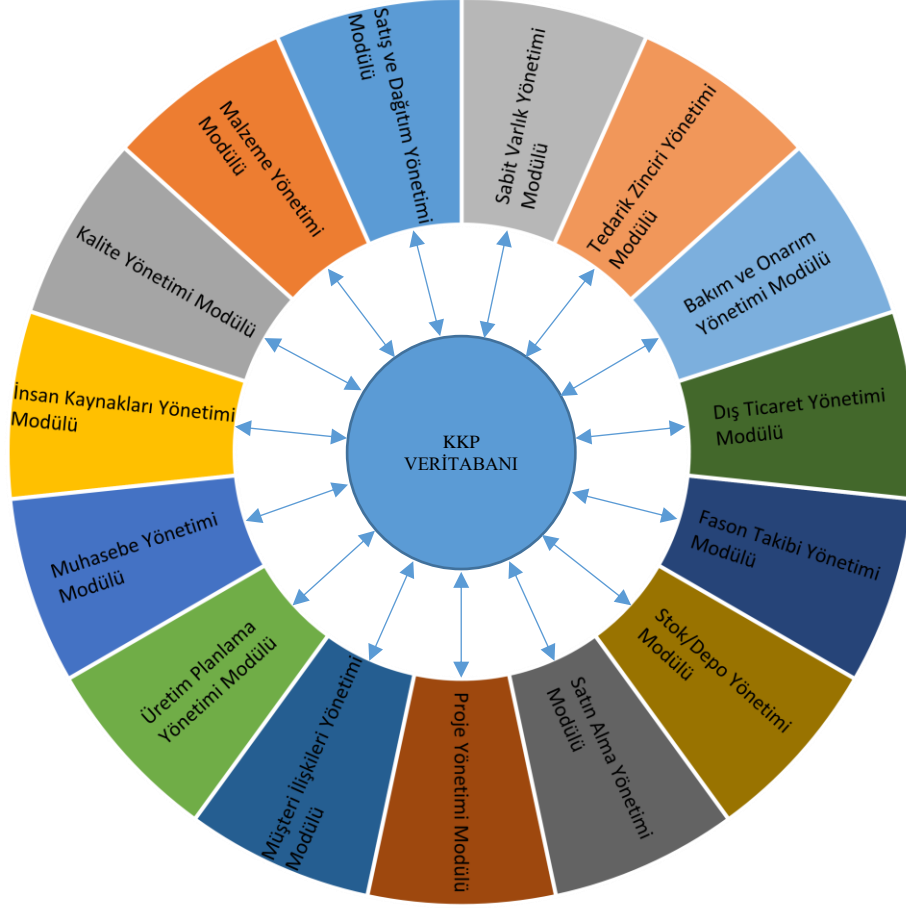 Sabit Varlık Yönetimi
Modülü
Tedarik Zinciri Yönetimi
Modülü
Bakım ve Onarım
Yönetimi Modülü
Dış Ticaret Yönetimi
Modülü
Fason Takibi Yönetimi
Modülü
Stok/Depo Yönetimi
Modülü
Satın Alma Yönetimi
Modülü
Proje Yönetimi Modülü
Müşteri İlişkileri Yönetimi
Modülü
Üretim Planlama
Yönetimi Modülü
Muhasebe Yönetimi
Modülü
İnsan Kaynakları Yönetimi
Modülü
Kalite Yönetimi Modülü
Malzeme Yönetimi
Modülü
Satış ve Dağıtım Yönetimi
Modülü
KKP
VERİTABANI